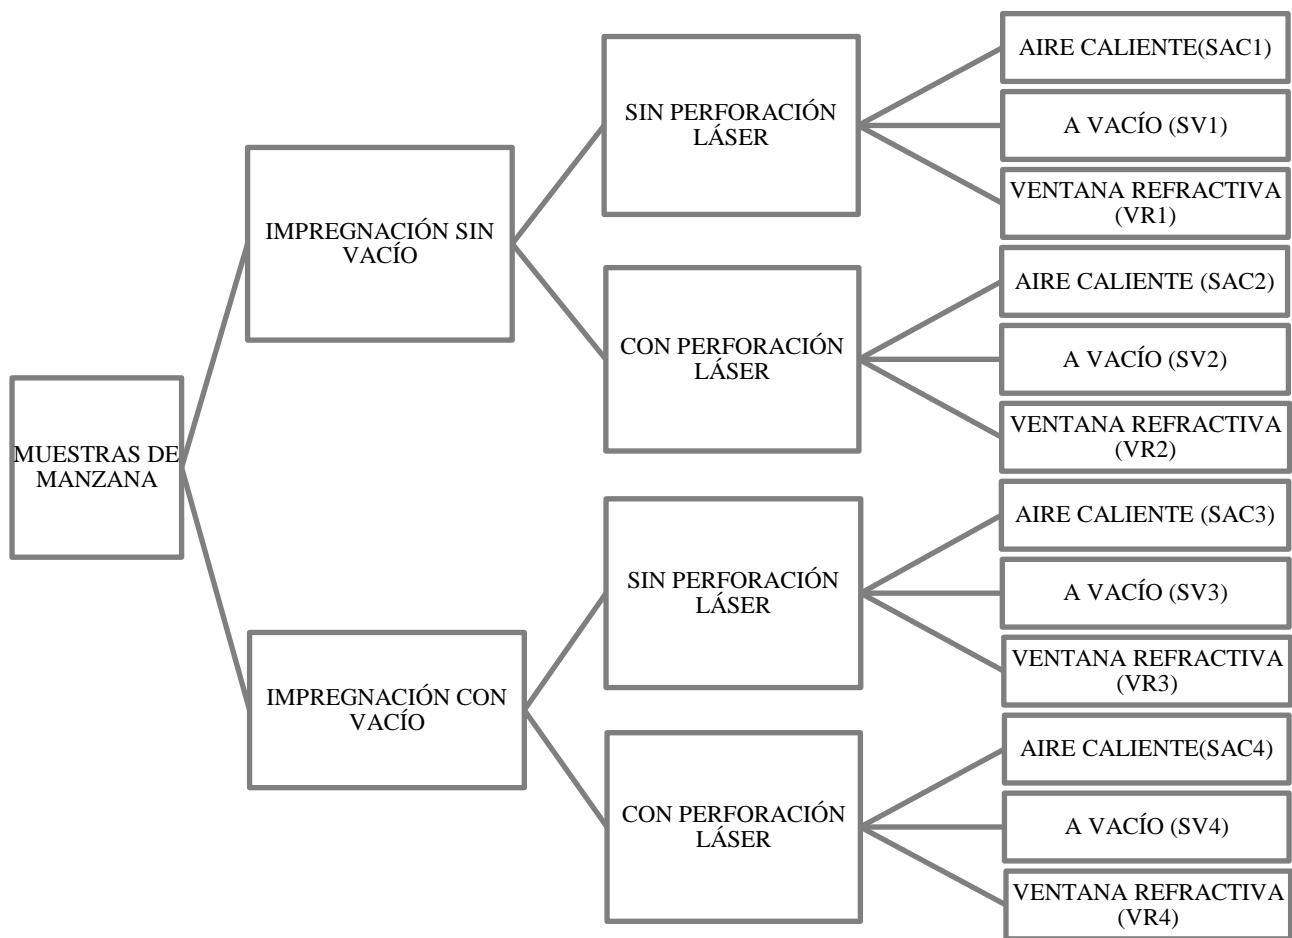 MUESTRAS DE
MANZANA
IMPREGNACIÓN SIN
VACÍO
SIN PERFORACIÓN
LÁSER
AIRE CALIENTE(SAC1)
A VACÍO (SV1)
VENTANA REFRACTIVA
(VR1)
CON PERFORACIÓN
LÁSER
AIRE CALIENTE (SAC2)
A VACÍO (SV2)
VENTANA REFRACTIVA
(VR2)
IMPREGNACIÓN CON
VACÍO
SIN PERFORACIÓN
LÁSER
AIRE CALIENTE (SAC3)
A VACÍO (SV3)
VENTANA REFRACTIVA
(VR3)
CON PERFORACIÓN
LÁSER
AIRE CALIENTE(SAC4)
A VACÍO (SV4)
VENTANA REFRACTIVA
(VR4)